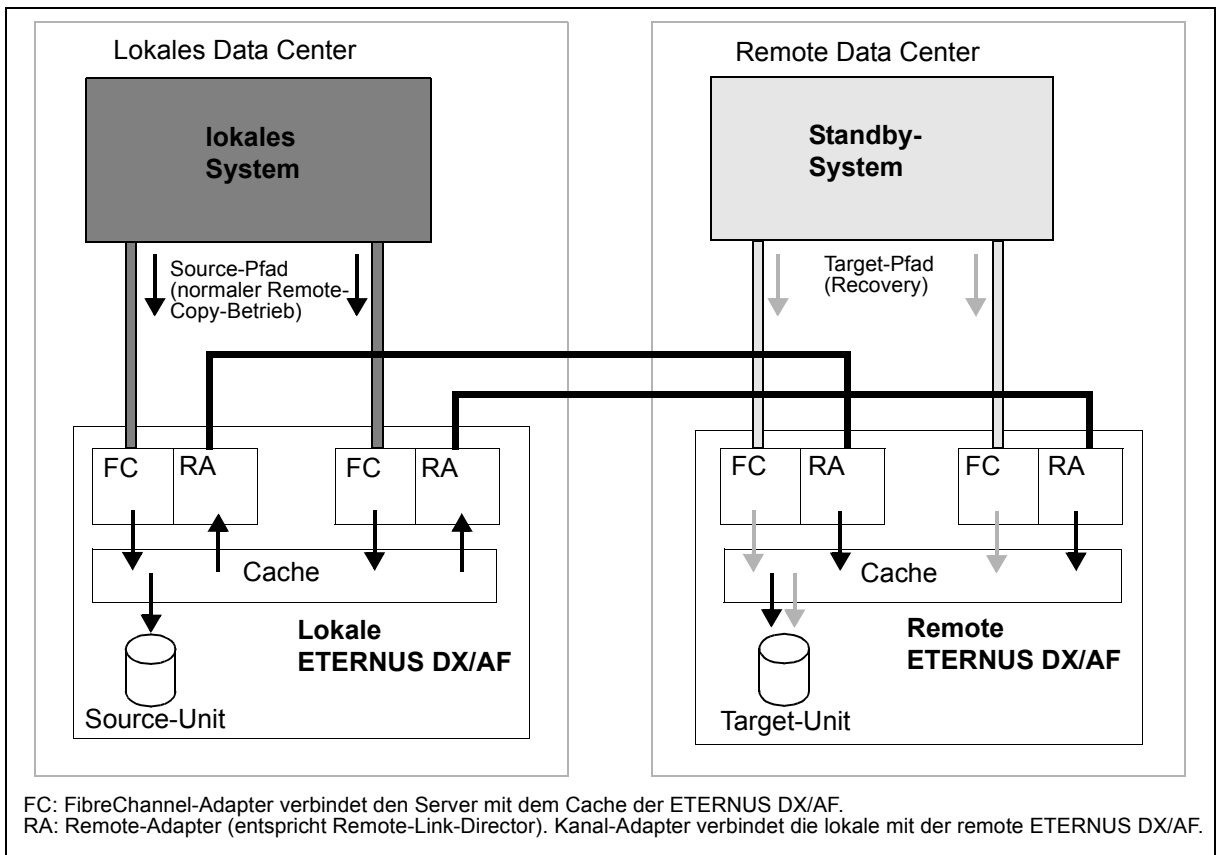 Lokales Data Center
Remote Data Center
lokales
System
Standby-
System
Source-Pfad
(normaler Remote-
Copy-Betrieb)
Target-Pfad
(Recovery)
FC
RA
FC
RA
FC
RA
FC
RA
Cache
Cache
Lokale
ETERNUS DX/AF
Remote
ETERNUS DX/AF
Source-Unit
Target-Unit
FC: FibreChannel-Adapter verbindet den Server mit dem Cache der ETERNUS DX/AF.
RA: Remote-Adapter (entspricht Remote-Link-Director). Kanal-Adapter verbindet die lokale mit der remote ETERNUS DX/AF.